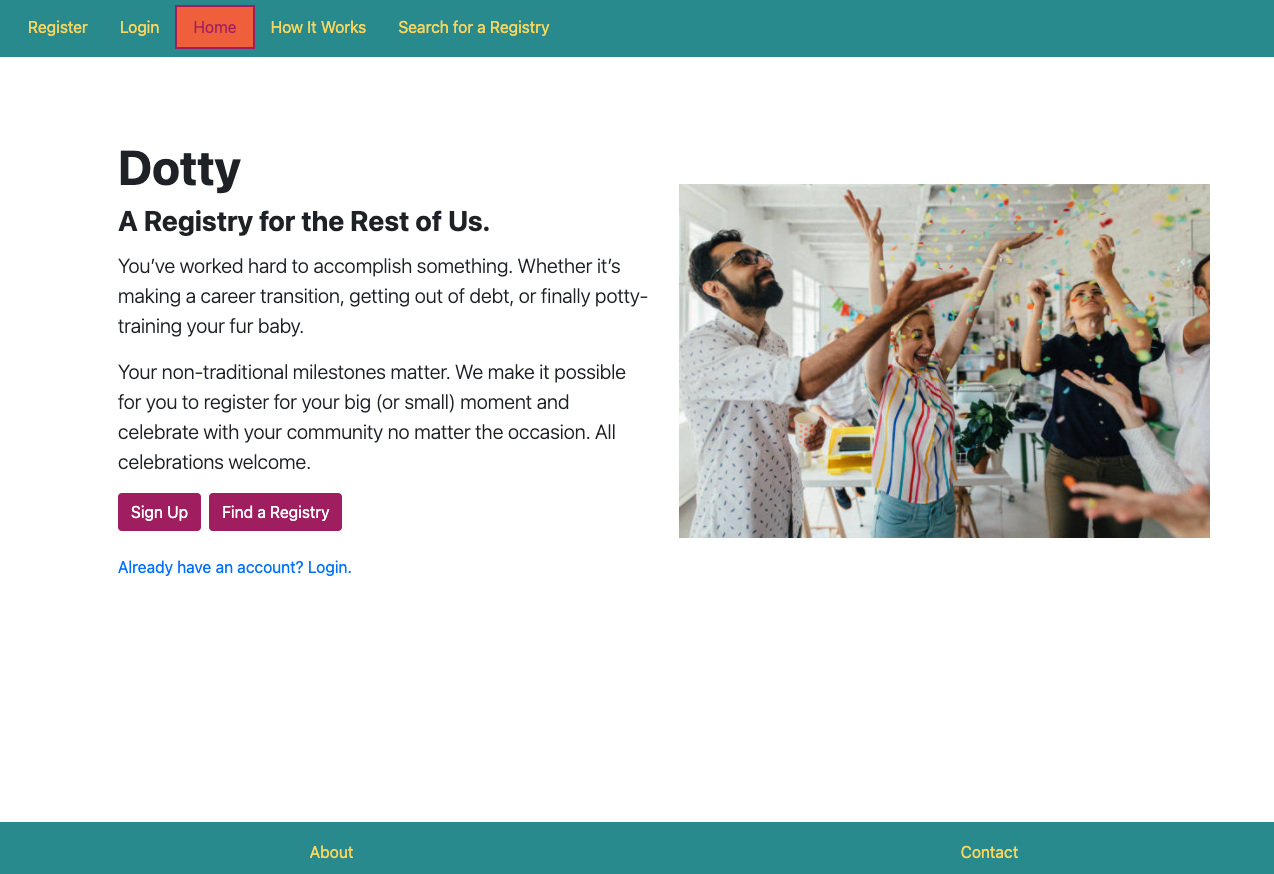 Register Login Home How It Works Search for a Registry
Dotty
A Registry for the Rest of Us.
You’ve worked hard to accomplish something. Whether it’s
making a career transition, getting out of debt, or finally potty-
training your fur baby.
Your non-traditional milestones matter. We make it possible
for you to register for your big (or small) moment and
celebrate with your community no matter the occasion. All
celebrations welcome.
Sign Up Find a Registry
Already have an account? Login.
About Contact